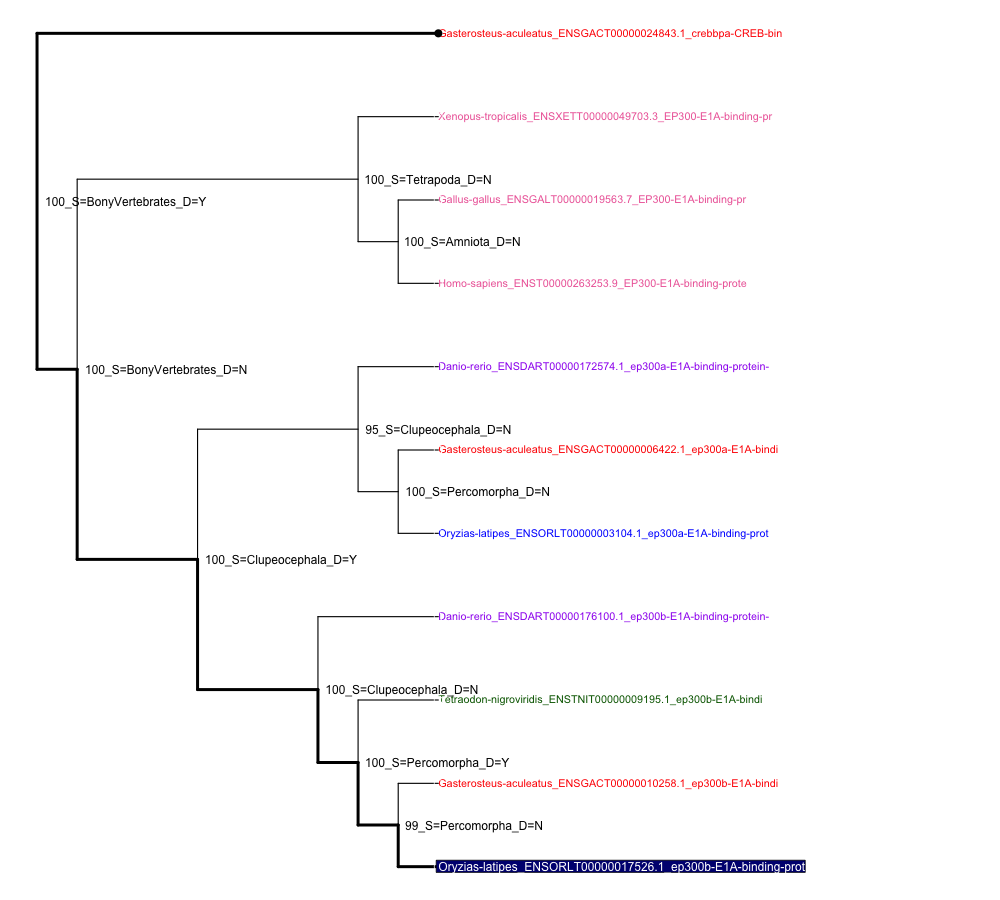 Gasterosteus-aculeatus_ENSGACT00000024843.1_crebbpa-CREB-bin
Xenopus-tropicalis_ENSXETT00000049703.3_EP300-E1A-binding-pr
100_S=Tetrapoda_D=N
100_S=BonyVertebrates_D=Y
Gallus-gallus_ENSGALT00000019563.7_EP300-E1A-binding-pr
100_S=Amniota_D=N
Homo-sapiens_ENST00000263253.9_EP300-E1A-binding-prote
Danio-rerio_ENSDART00000172574.1_ep300a-E1A-binding-protein-
100_S=BonyVertebrates_D=N
95_S=Clupeocephala_D=N
Gasterosteus-aculeatus_ENSGACT00000006422.1_ep300a-E1A-bindi
100_S=Percomorpha_D=N
Oryzias-latipes_ENSORLT00000003104.1_ep300a-E1A-binding-prot
100_S=Clupeocephala_D=Y
Danio-rerio_ENSDART00000176100.1_ep300b-E1A-binding-protein-
100_S=Clupeocephala_D=N
Tetraodon-nigroviridis_ENSTNIT00000009195.1_ep300b-E1A-bindi
100_S=Percomorpha_D=Y
Gasterosteus-aculeatus_ENSGACT00000010258.1_ep300b-E1A-bindi
99_S=Percomorpha_D=N
Oryzias-latipes_ENSORLT00000017526.1_ep300b-E1A-binding-prot